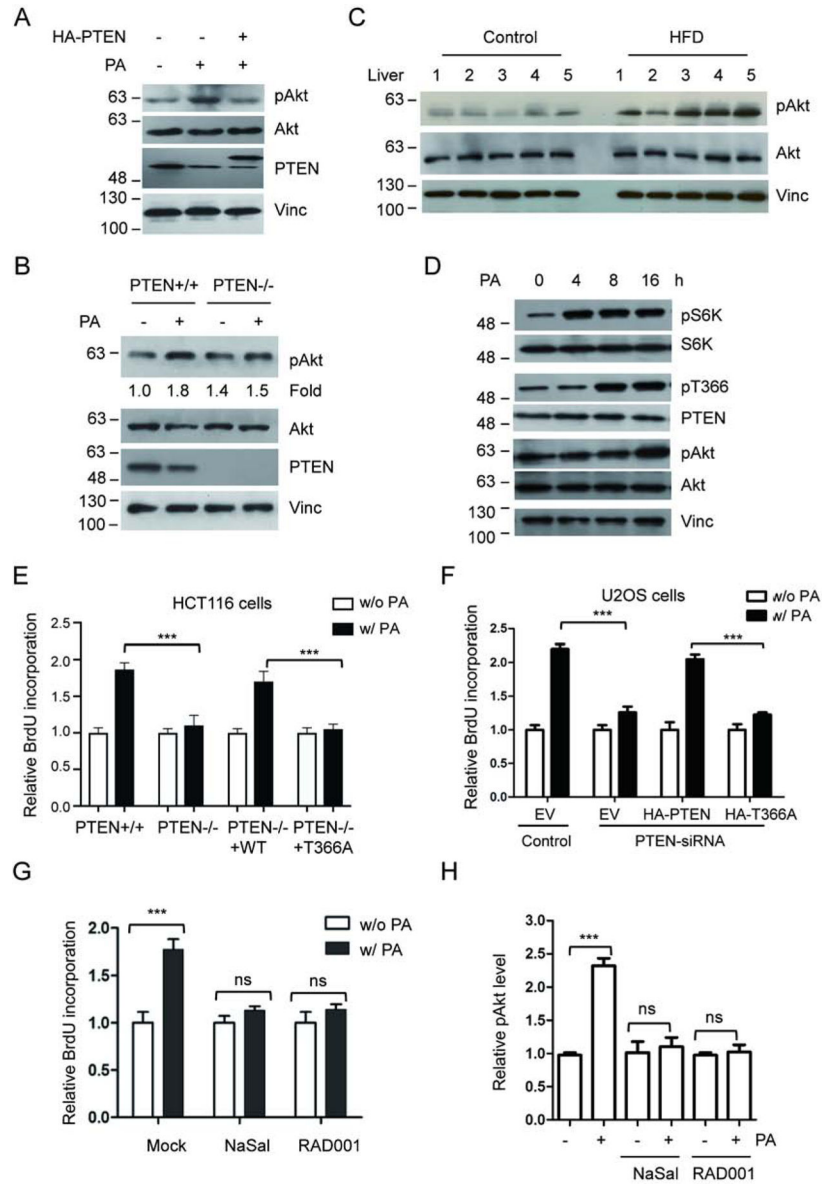 A
HA-PTEN - - +
PA - + +
63 pAkt
63 Akt
PTEN
48
130 Vinc
100
B
PTEN+/+ PTEN-/-
PA - + - +
63 pAkt
1.0 1.8 1.4 1.5 Fold
63 Akt
63 PTEN
48
130 Vinc
100
C
Control HFD
Liver 1 2 3 4 5 1 2 3 4 5
63 pAkt
63 Akt
130 Vinc
100
D
PA 0 4 8 16 h
48 pS6K
48 S6K
48 pT366
48 PTEN
63 pAkt
63 Akt
130 Vinc
100
E
HCT116 cells
w/o PA
w/ PA
Relative BrdU incorporation
2.5
2.0
1.5
1.0
0.5
0.0
*** ***
PTEN+/+ PTEN-/- PTEN-/- PTEN-/-
+WT +T366A
F
U2OS cells
w/o PA
w/ PA
Relative BrdU incorporation
2.5
2.0
1.5
1.0
0.5
0.0
*** ***
EV EV HA-PTEN HA-T366A
Control PTEN-siRNA
G
w/o PA
w/ PA
Relative BrdU incorporation
2.0
1.5
1.0
0.5
0.0
*** ns ns
Mock NaSal RAD001
H
Relative pAkt level
3.0
2.5
2.0
1.5
1.0
0.5
0.0
*** ns ns
- + - + - + PA
NaSal RAD001